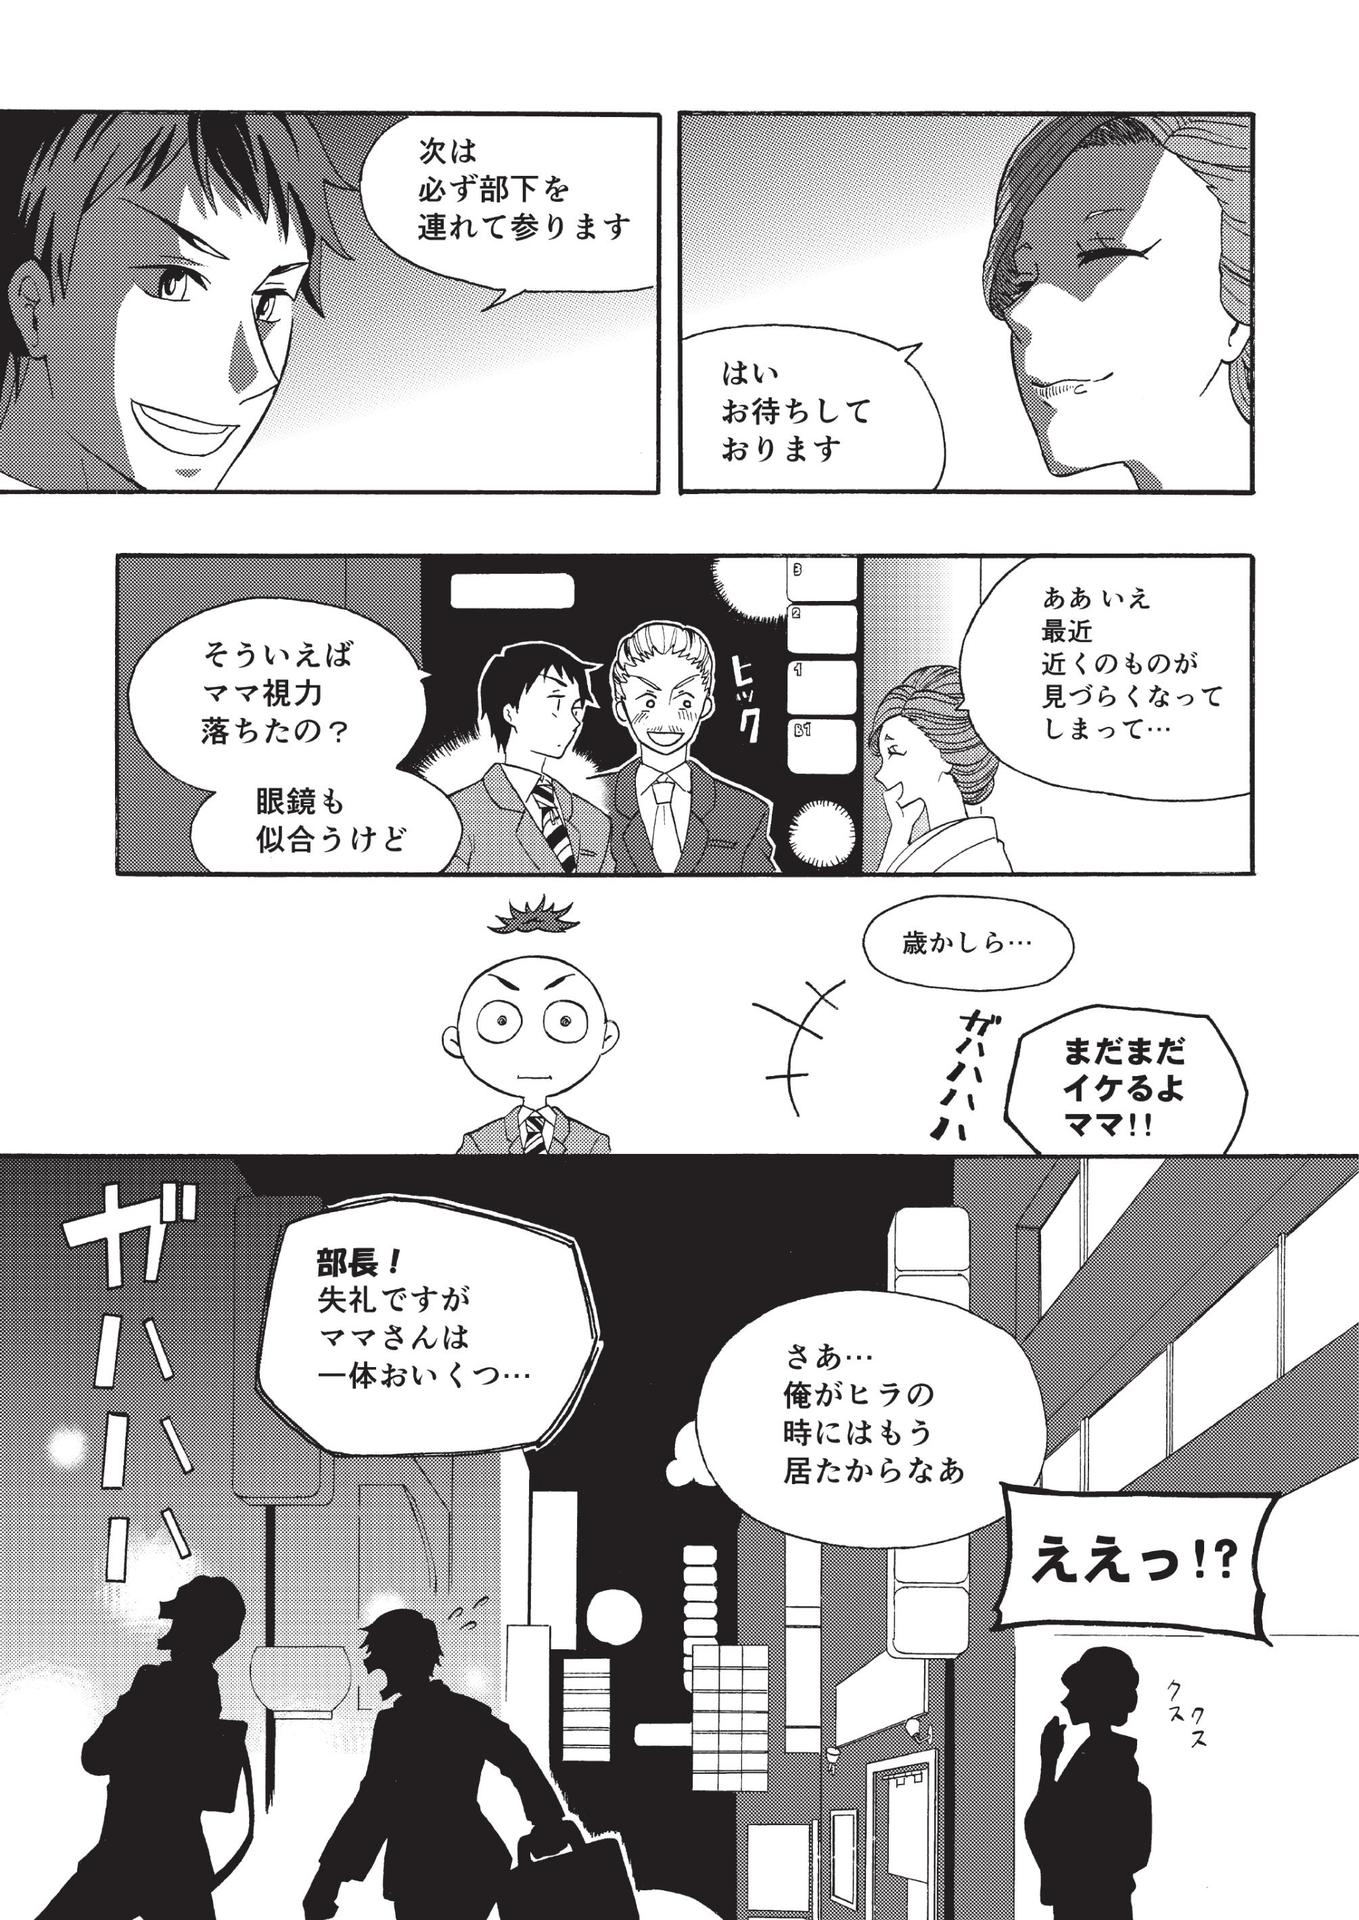 次は
必ず部下を
連れて参ります
はい
お待ちして
おります
そういえば
ママ視力
落ちたの？
眼鏡も
似合うけど
ヒック
3
2
1
B1
ああ いえ
最近
近くのものが
見づらくなって
しまって…
歳かしら…
ガハハハハ
まだまだ
イケるよ
ママ!!
ガーーー
部長！
失礼ですが
ママさんは
一体おいくつ…
さあ…
俺がヒラの
時にはもう
居たからなあ
ええっ!?
クスクス